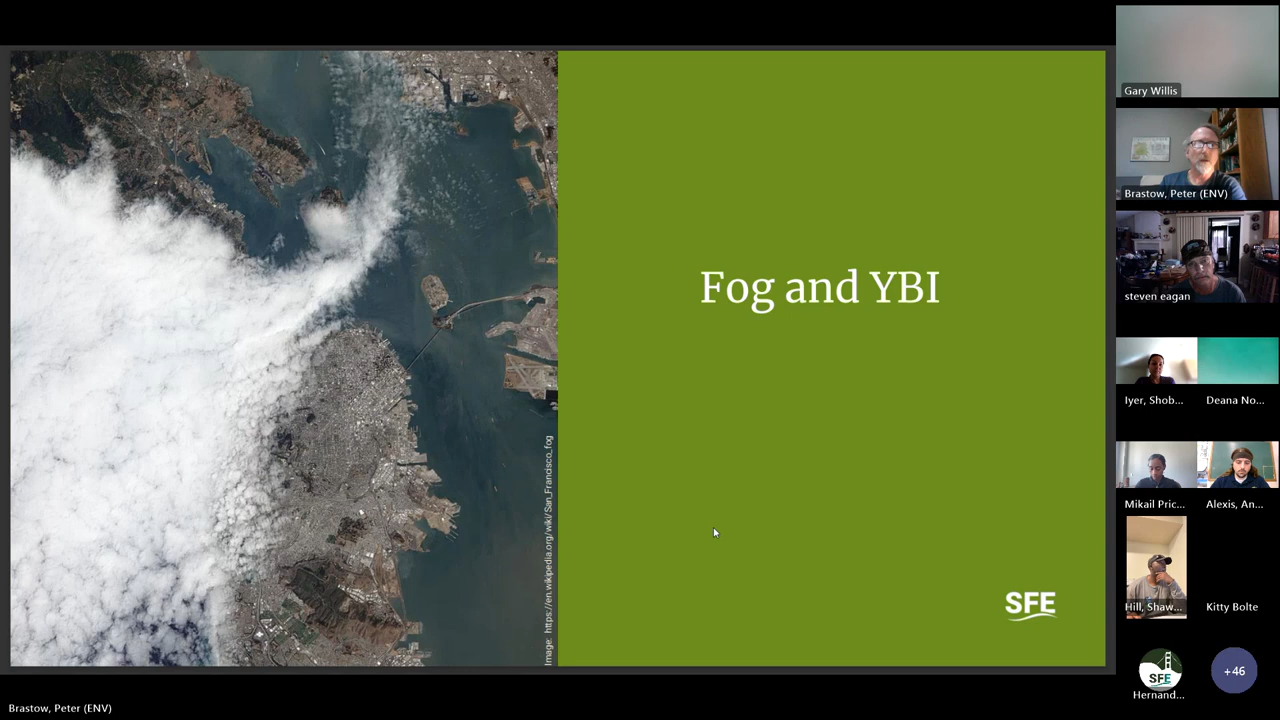 Fog and YBI
Image: https://en.wikipedia.org/wiki/San_Francisco_fog
SFE
Gary Willis
Brastow, Peter (ENV)
steven eagan
Iyer, Shob...
Deana No...
Mikail Pric...
Alexis, An...
Hill, Shaw...
Kitty Bolte
SFE
Hernand...
+46
Brastow, Peter (ENV)